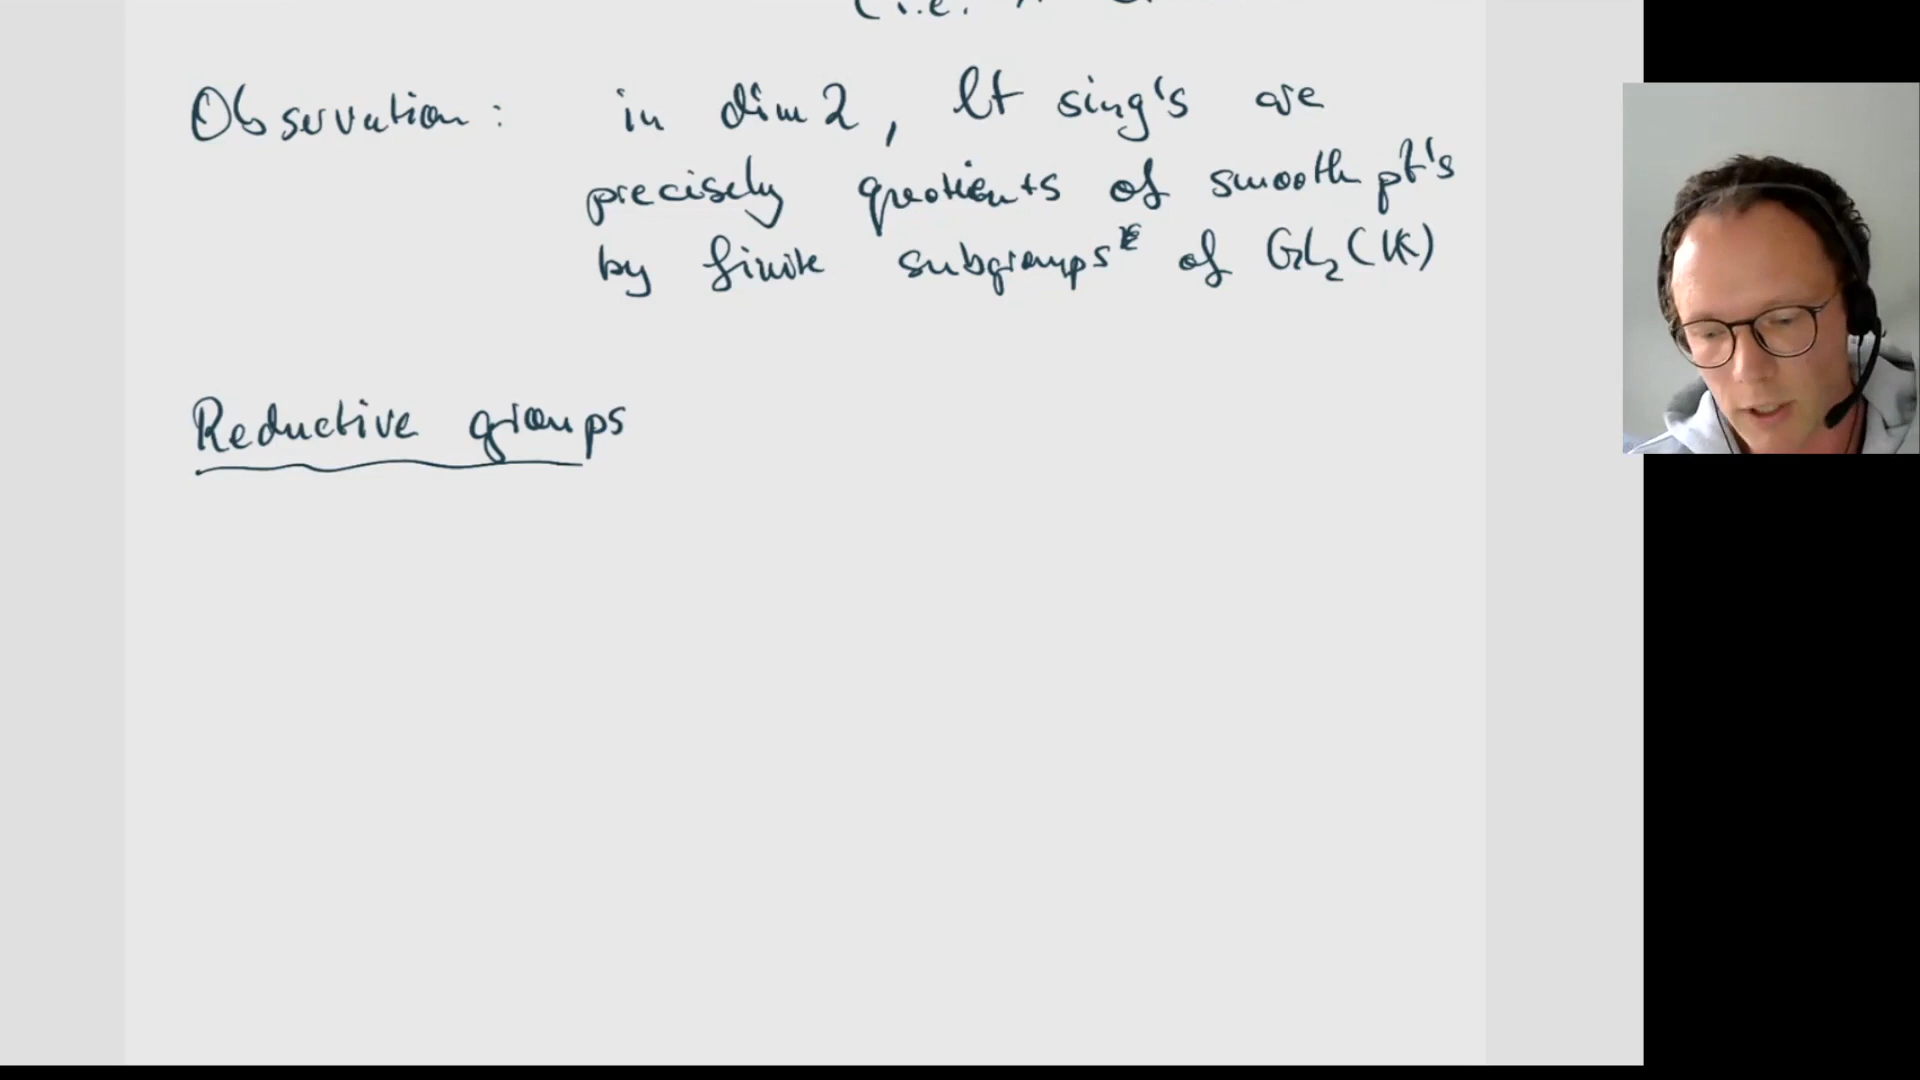 (i.e.
Observation: in dim 2, lt sing's are
precisely quotients of smooth pt's
by finite subgroups of GL₂(K)
Reductive groups